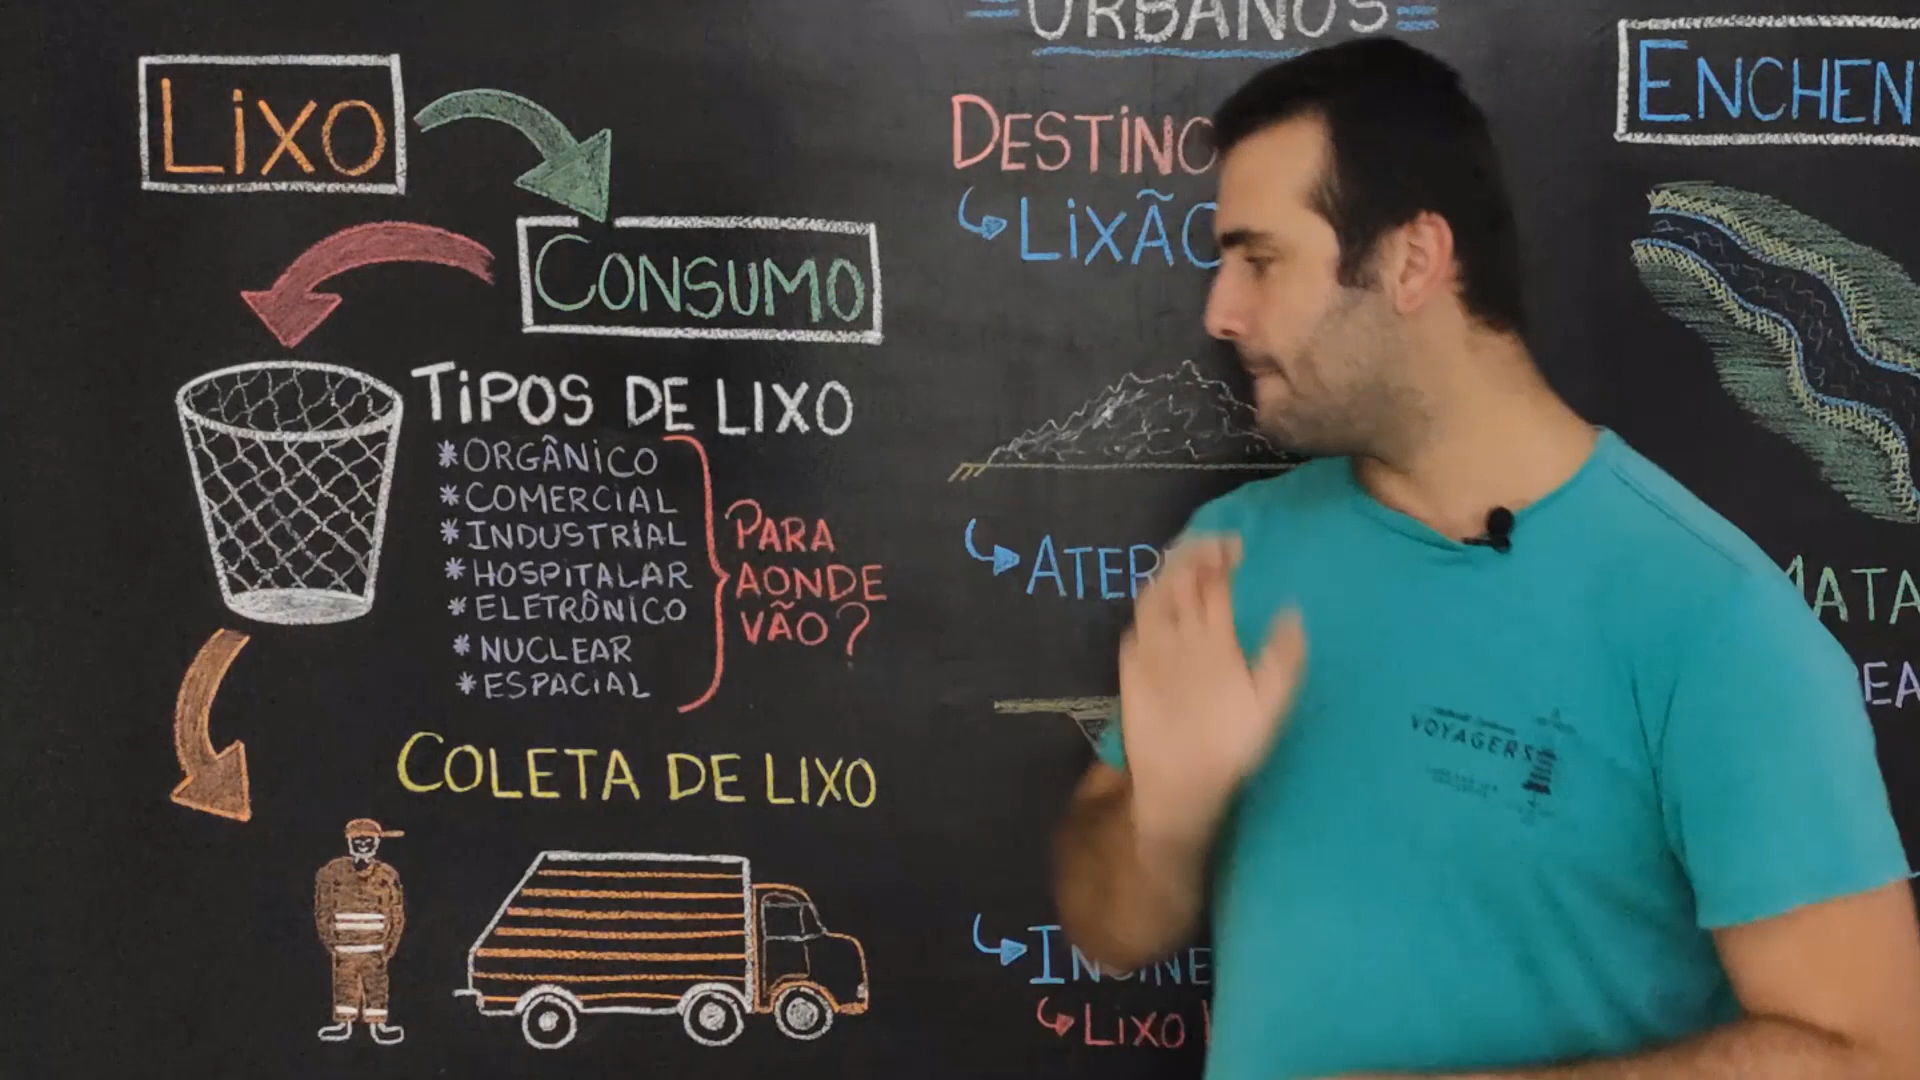 URBANOS
LIXO
CONSUMO
TIPOS DE LIXO
* ORGÂNICO
* COMERCIAL
* INDUSTRIAL
* HOSPITALAR
* ELETRÔNICO
* NUCLEAR
* ESPACIAL
PARA
AONDE
VÃO?
COLETA DE LIXO
DESTINO
LIXÃO
LIXO
VOYAGERS